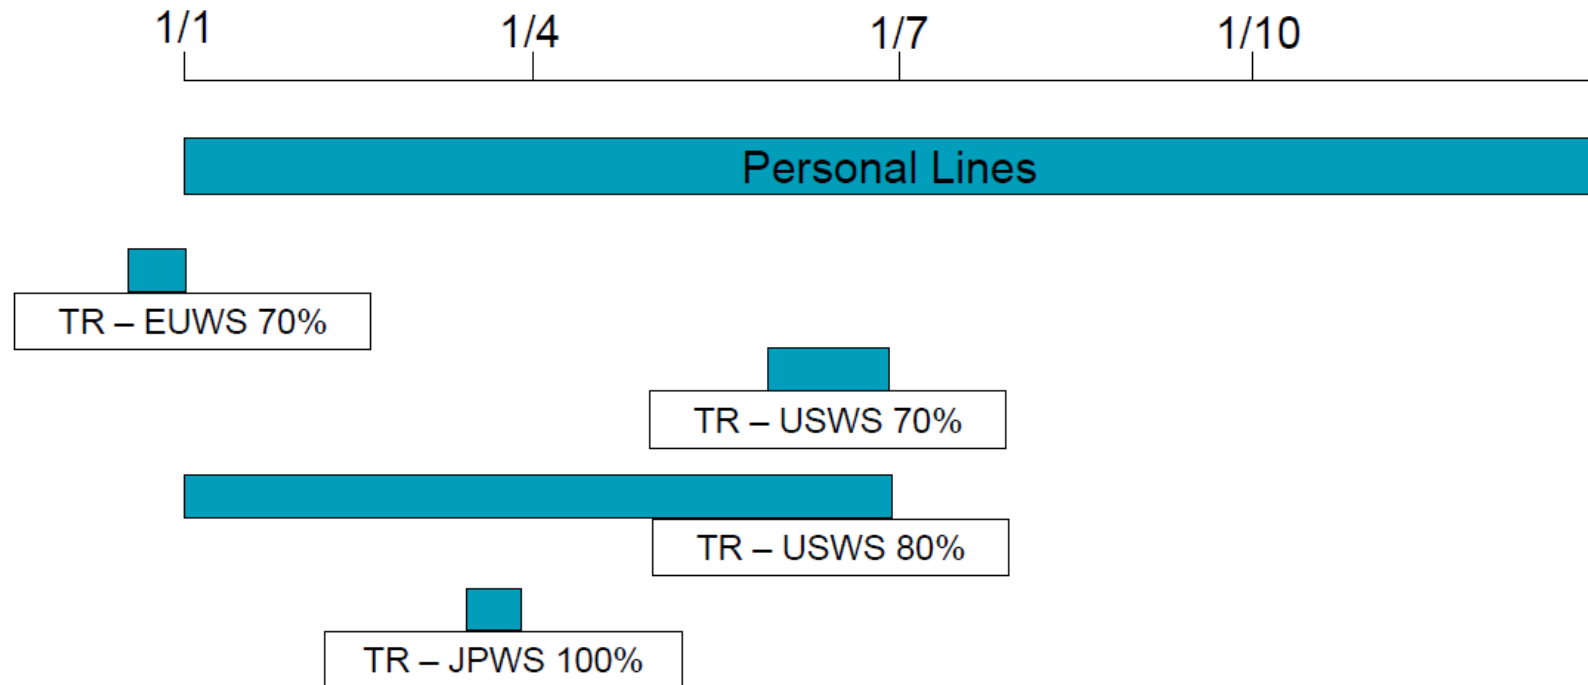 1/1 1/4 1/7 1/10
Personal Lines
TR – EUWS 70%
TR – USWS 70%
TR – USWS 80%
TR – JPWS 100%